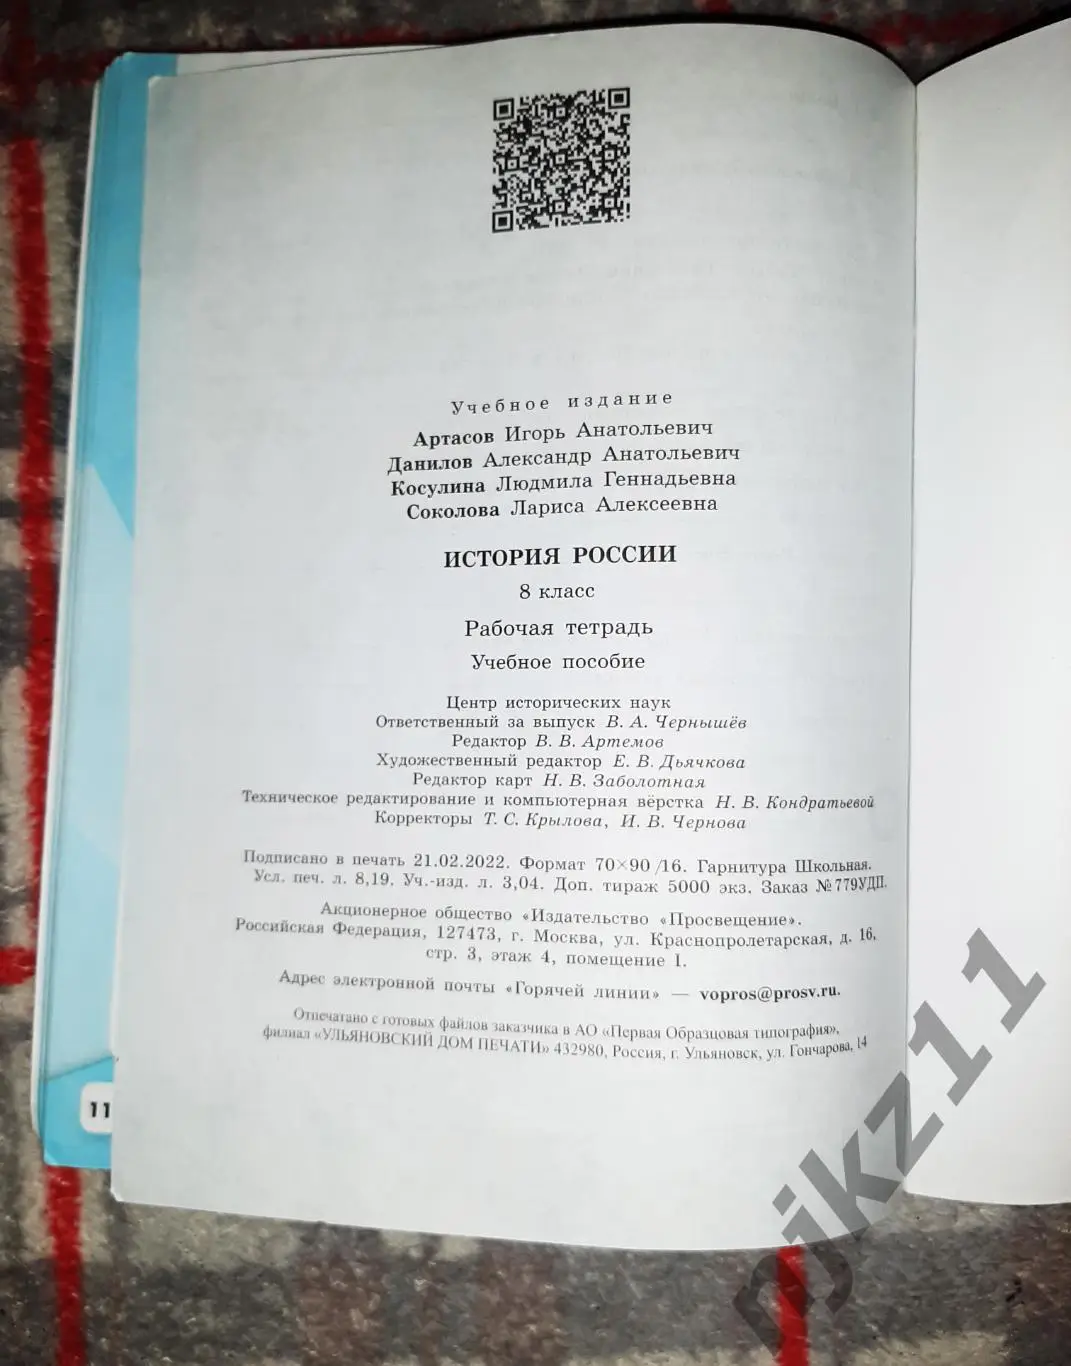 Учебное издание
Артасов Игорь Анатольевич
Данилов Александр Анатольевич
Косулина Людмила Геннадьевна
Соколова Лариса Алексеевна
ИСТОРИЯ РОССИИ
8 класс
Рабочая тетрадь
Учебное пособие
Центр исторических наук
Ответственный за выпуск В. А. Чернышёв
Редактор В. В. Артемов
Художественный редактор Е. В. Дьячкова
Редактор карт Н. В. Заболотная
Техническое редактирование и компьютерная вёрстка Н. В. Кондратьевой
Корректоры Т. С. Крылова, И. В. Чернова
Подписано в печать 21.02.2022. Формат 70×90/16. Гарнитура Школьная.
Усл. печ. л. 8,19. Уч.-изд. л. 3,04. Доп. тираж 5000 экз. Заказ №779УДП.
Акционерное общество «Издательство «Просвещение».
Российская Федерация, 127473, г. Москва, ул. Краснопролетарская, д. 16,
стр. 3, этаж 4, помещение I.
Адрес электронной почты «Горячей линии» — vopros@prosv.ru.
Отпечатано с готовых файлов заказчика в АО «Первая Образцовая типография»,
филиал «УЛЬЯНОВСКИЙ ДОМ ПЕЧАТИ» 432980, Россия, г. Ульяновск, ул. Гончарова, 14
11
njkz11